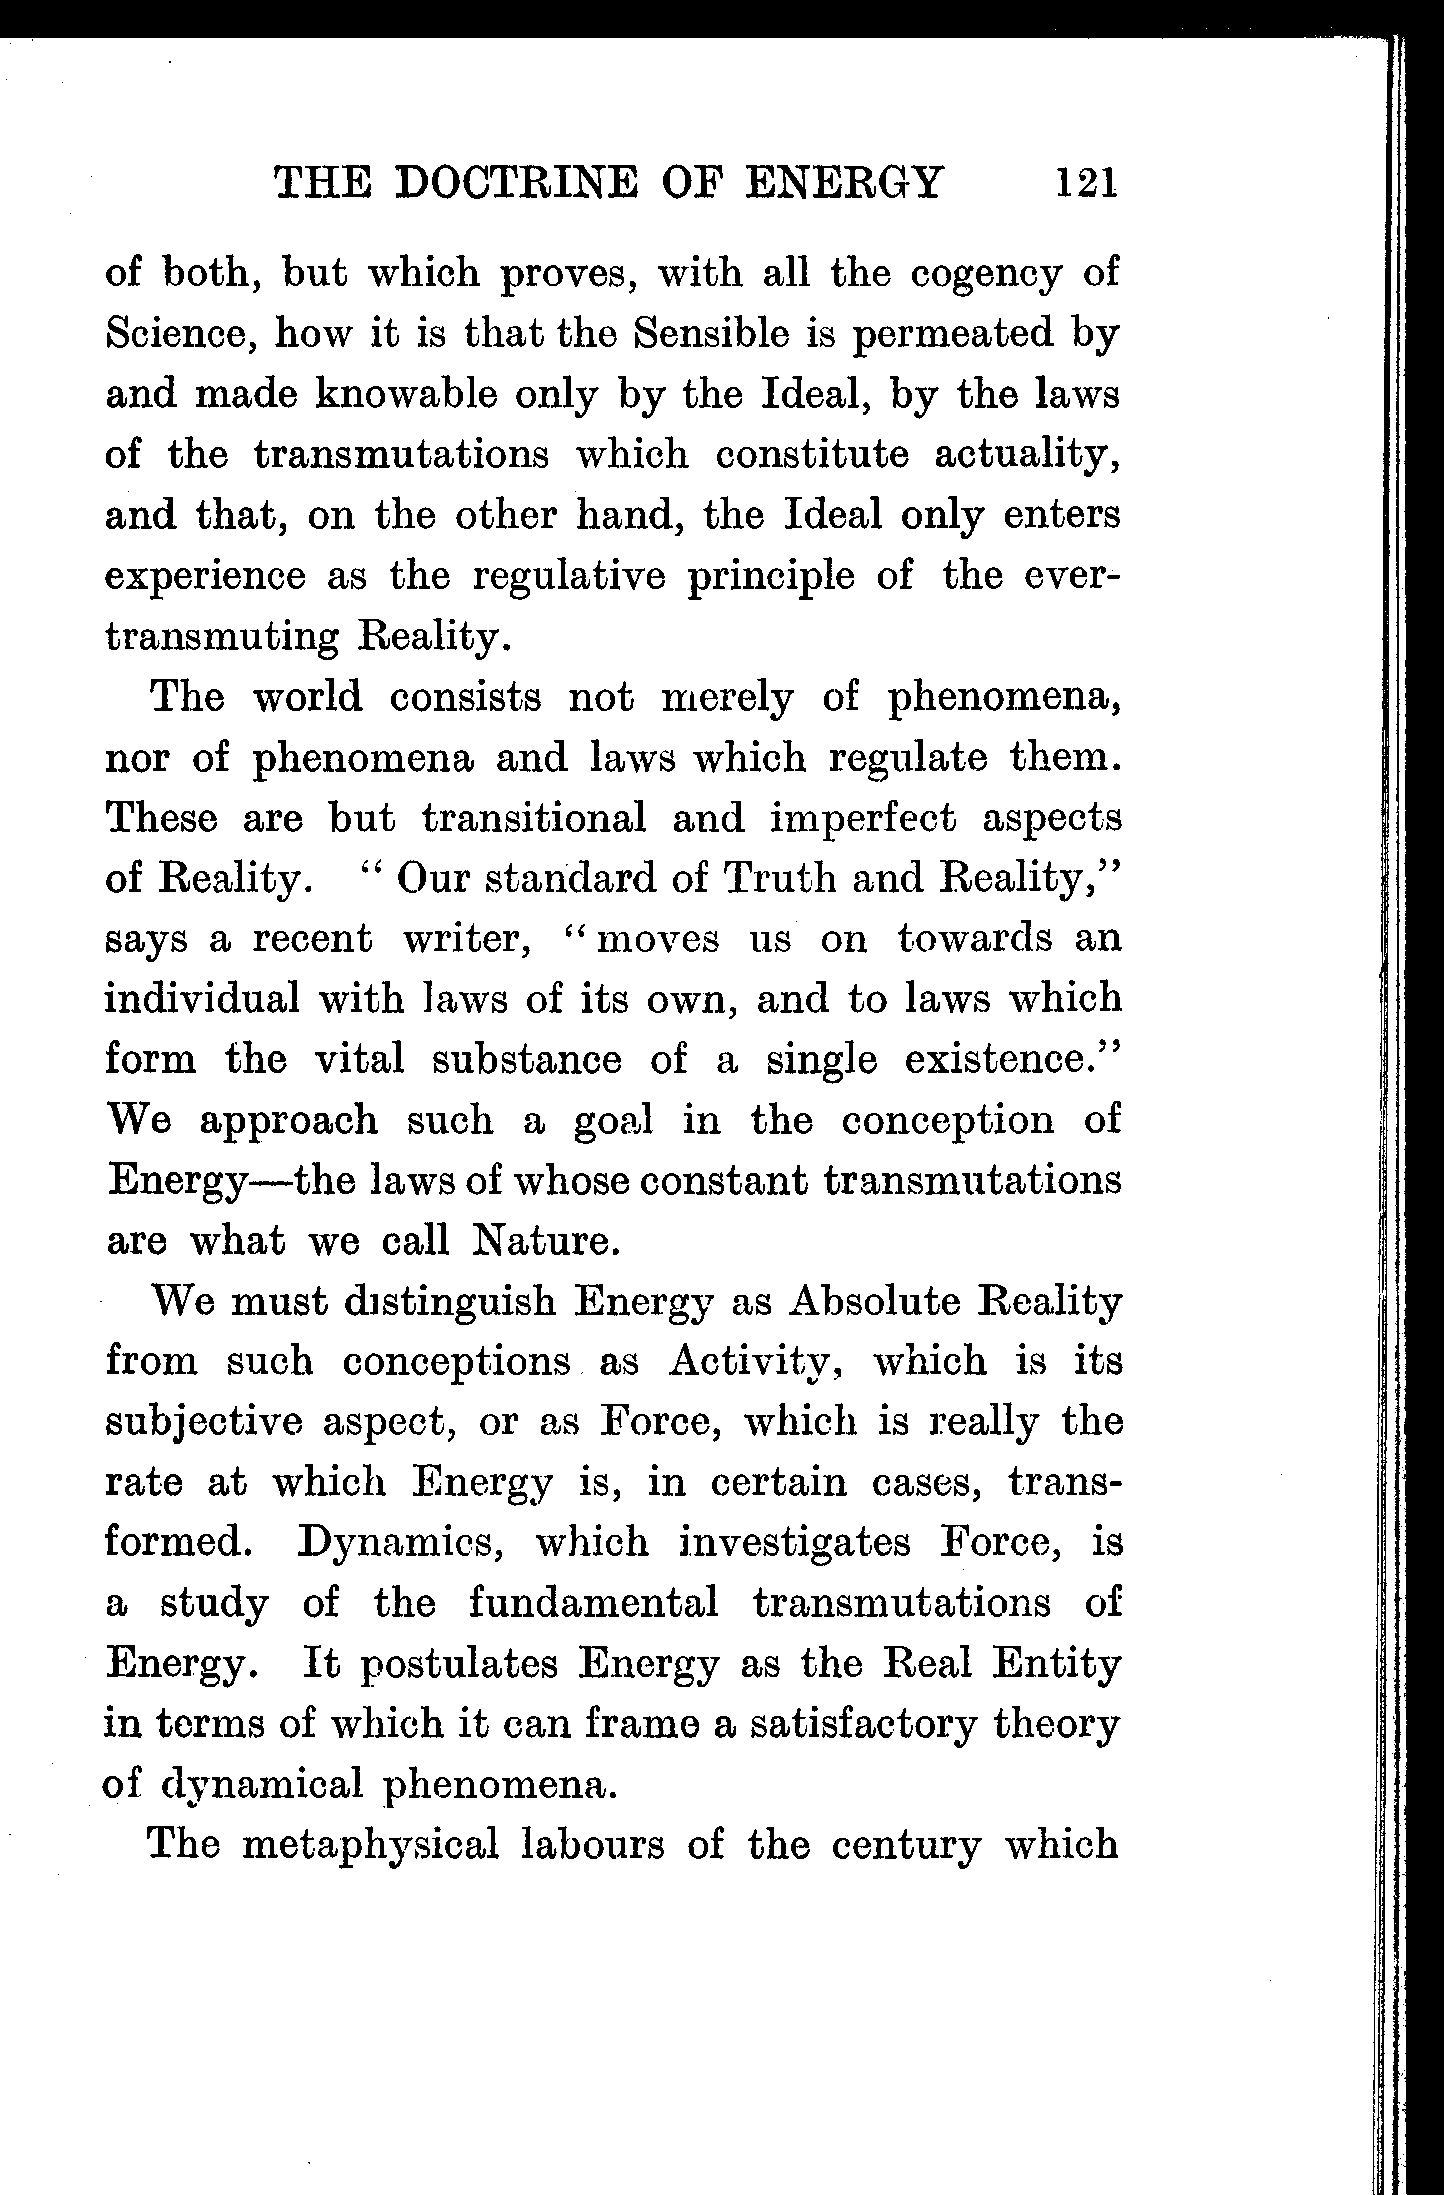 THE DOCTRINE OF ENERGY 121
of both, but which proves, with all the cogency of
Science, how it is that the Sensible is permeated by
and made knowable only by the Ideal, by the laws
of the transmutations which constitute actuality,
and that, on the other hand, the Ideal only enters
experience as the regulative principle of the ever-
transmuting Reality.
The world consists not merely of phenomena,
nor of phenomena and laws which regulate them.
These are but transitional and imperfect aspects
of Reality. “ Our standard of Truth and Reality,”
says a recent writer, “ moves us on towards an
individual with laws of its own, and to laws which
form the vital substance of a single existence.”
We approach such a goal in the conception of
Energy—the laws of whose constant transmutations
are what we call Nature.
We must distinguish Energy as Absolute Reality
from such conceptions as Activity, which is its
subjective aspect, or as Force, which is really the
rate at which Energy is, in certain cases, trans-
formed. Dynamics, which investigates Force, is
a study of the fundamental transmutations of
Energy. It postulates Energy as the Real Entity
in terms of which it can frame a satisfactory theory
of dynamical phenomena.
The metaphysical labours of the century which